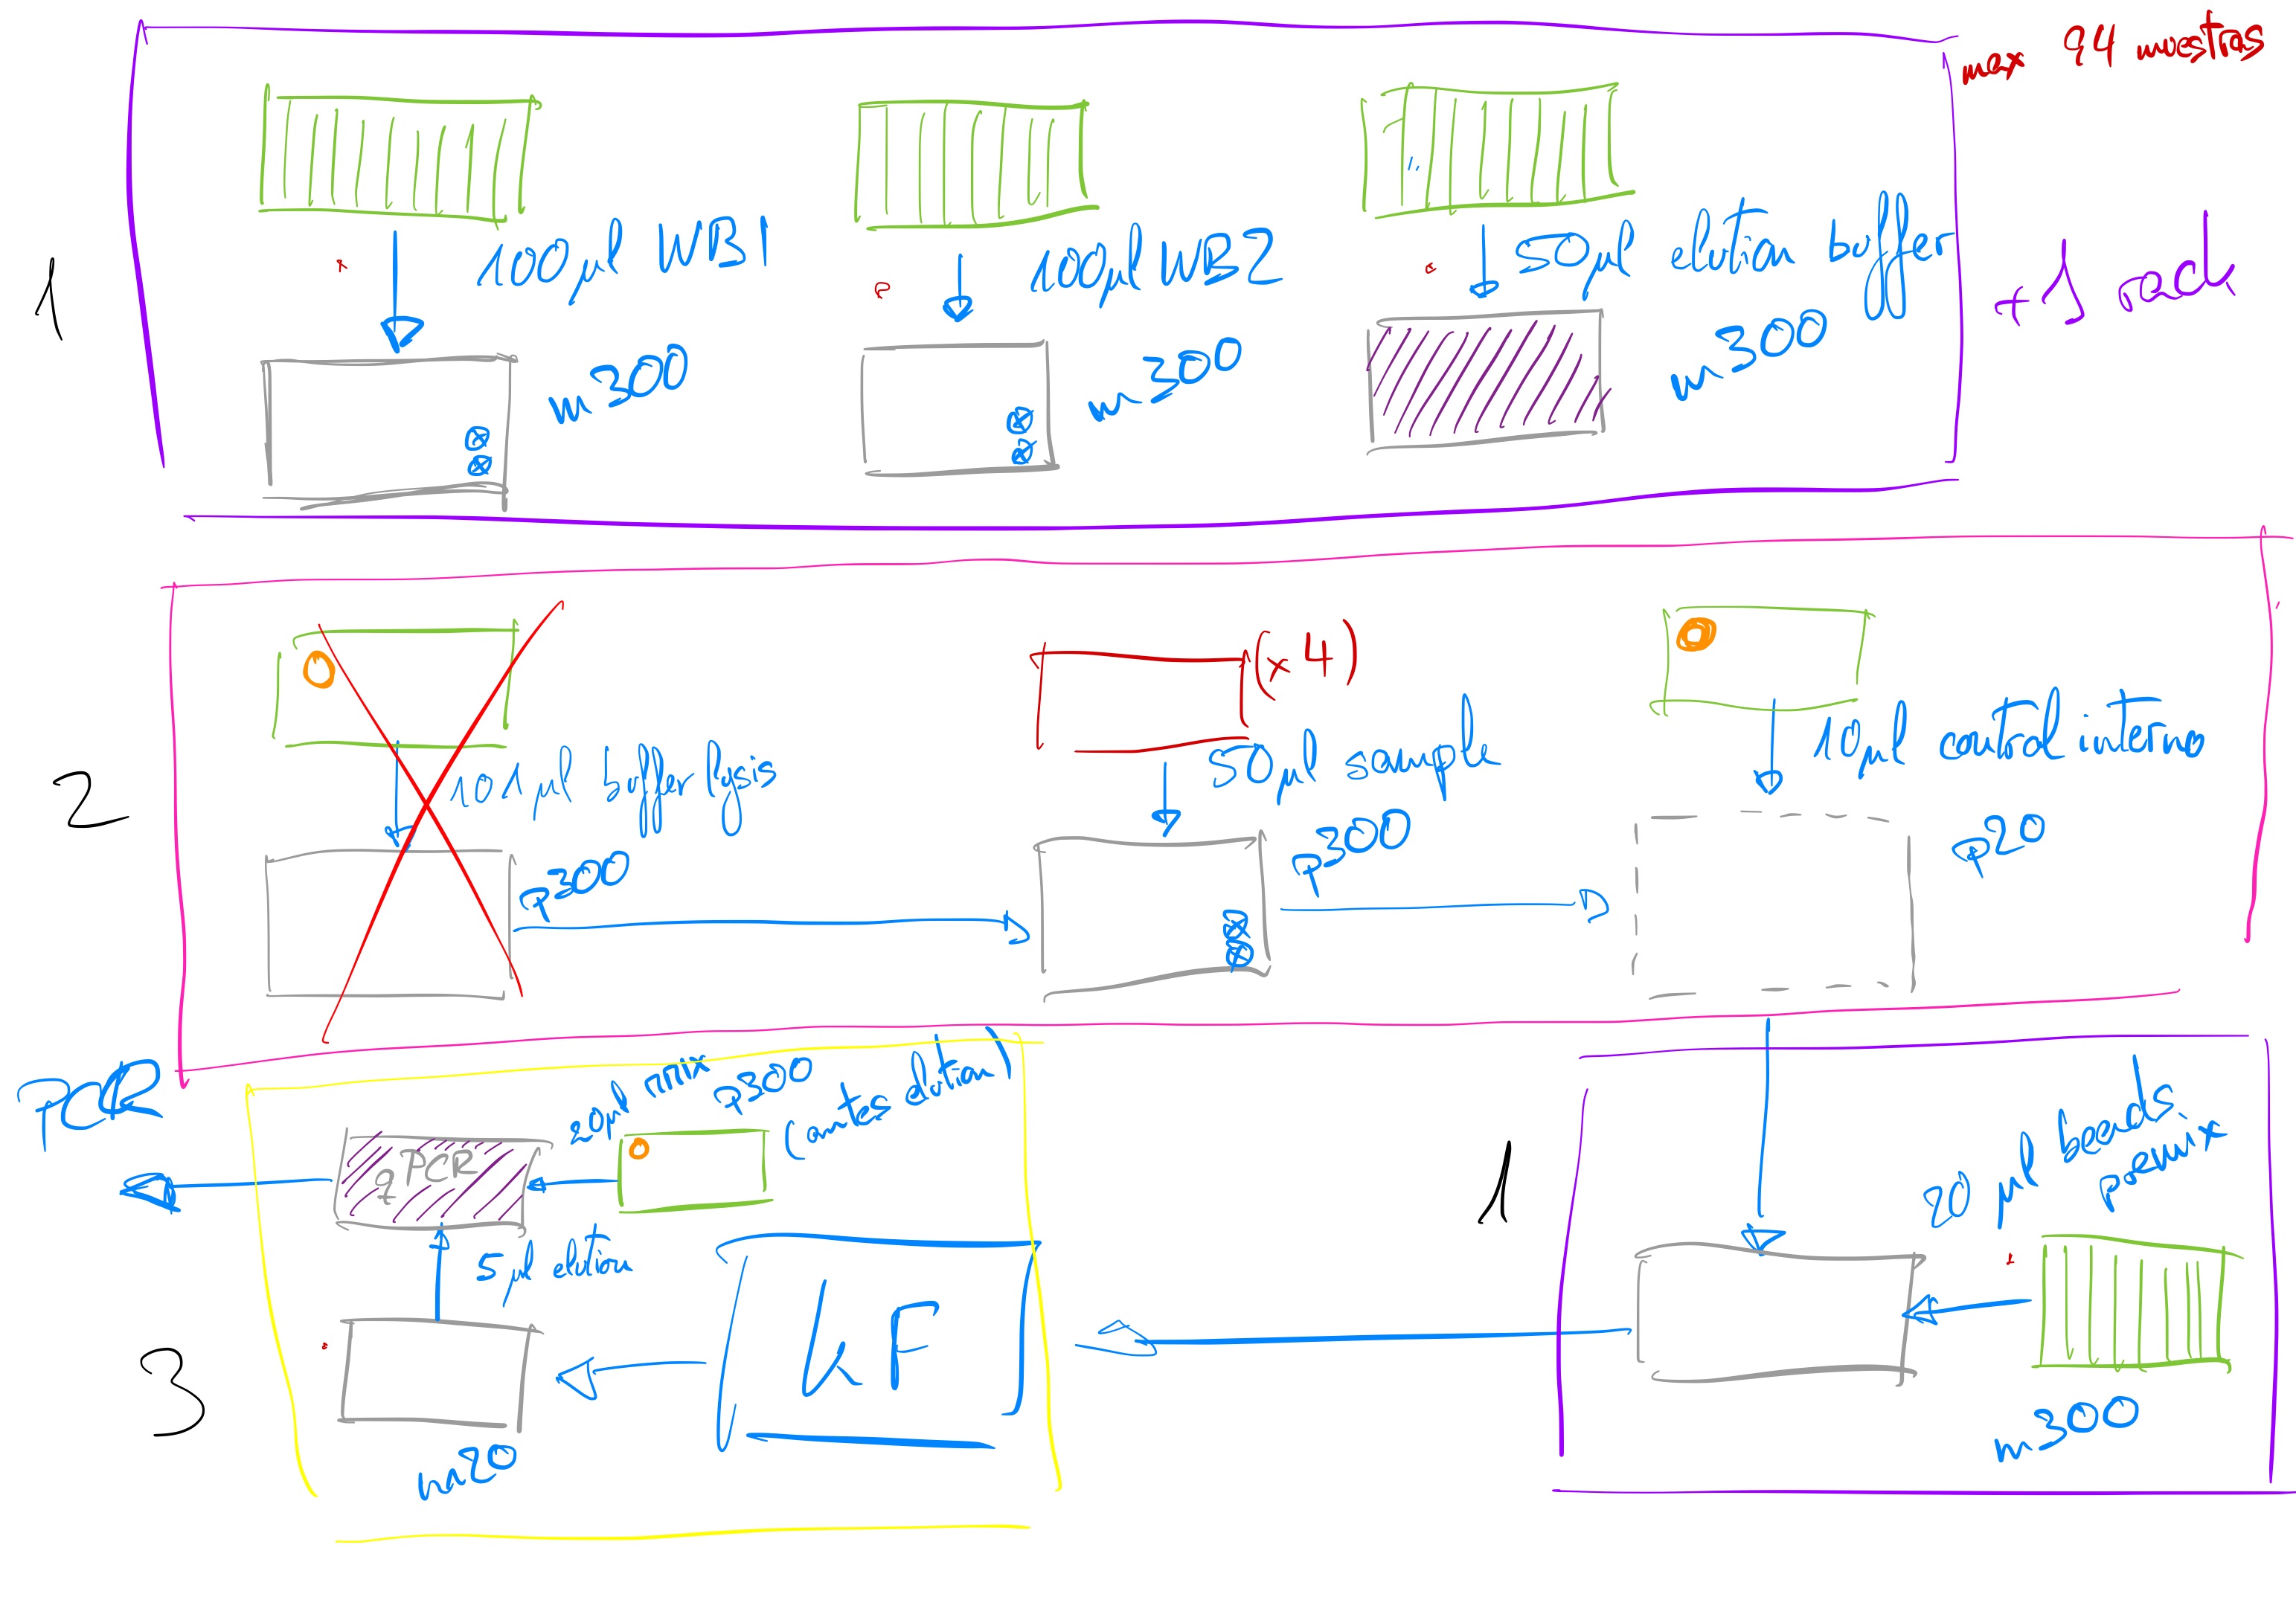 max 94 muestras
1
100µl WB1
m300
100µl WB2
m300
50µl elution buffer
m300
+1 rack
2
101µl buffer lysis
p300
(x4)
50µl sample
p300
10µl control interno
p20
PCR
qPCR
20µl mmix
p300
(antes elution)
5µl elution
3
m20
KF
1
20 µl beads
premix
m300